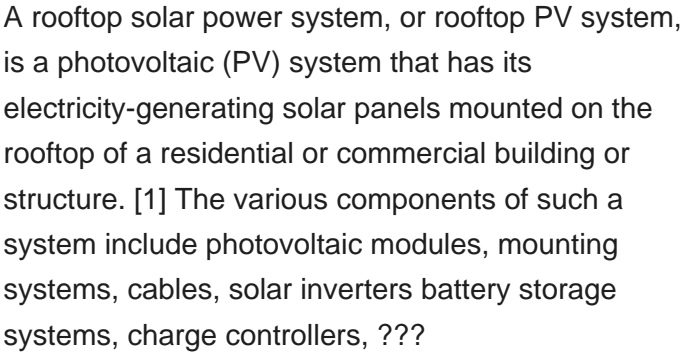 A rooftop solar power system, or rooftop PV system,
is a photovoltaic (PV) system that has its
electricity-generating solar panels mounted on the
rooftop of a residential or commercial building or
structure. [1] The various components of such a
system include photovoltaic modules, mounting
systems, cables, solar inverters battery storage
systems, charge controllers, ???